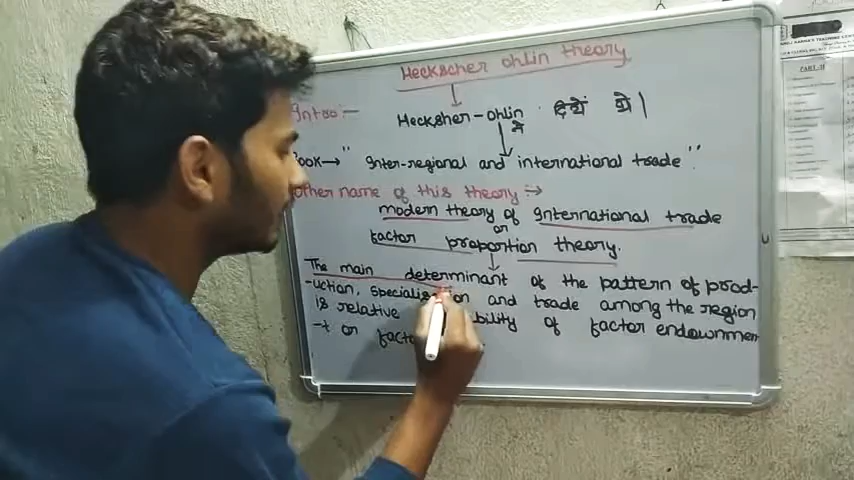 Heckscher ohlin theory
Intro:-
Heckscher-ohlin ने दिये थे।
Book→ "Inter-regional and international trade"
other name of this theory :→
modern theory of International trade
or
factor proportion theory.
The main determinant of the pattern of prod-
-uction, specialisation and trade among the region
is relative bility of factor endowmen
-t or